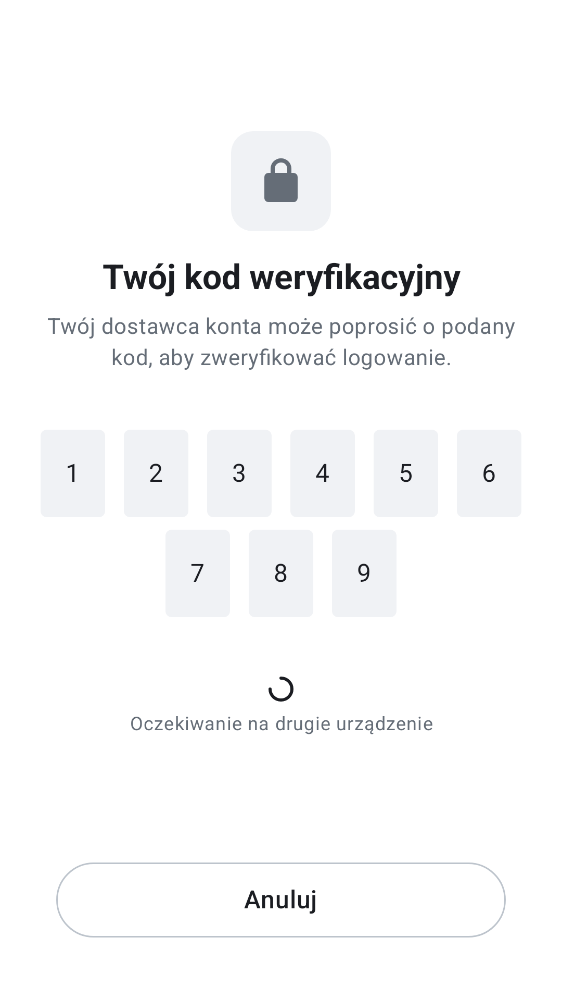 Twój kod weryfikacyjny
Twój dostawca konta może poprosić o podany
kod, aby zweryfikować logowanie.
1 2 3 4 5 6
7 8 9
Oczekiwanie na drugie urządzenie
Anuluj